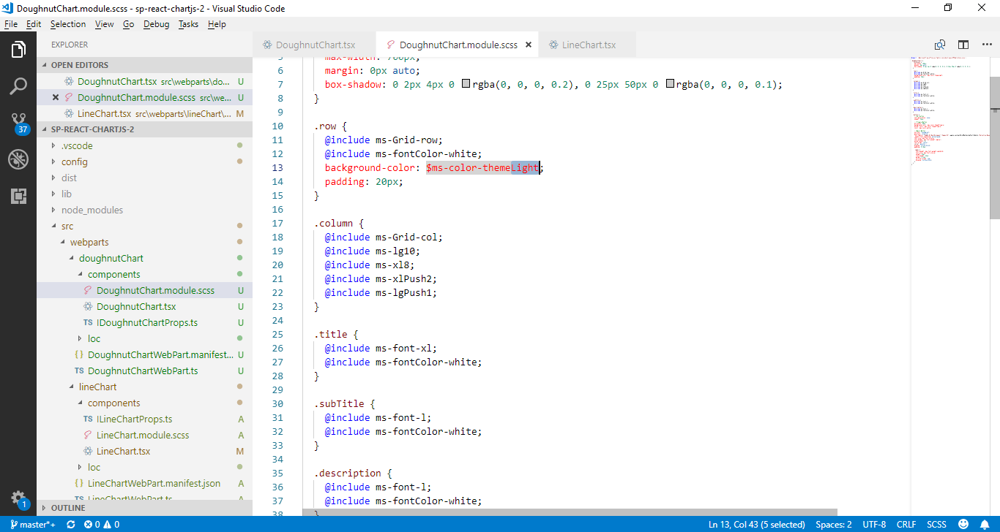 DoughnutChart.module.scss - sp-react-chartjs-2 - Visual Studio Code
File Edit Selection View Go Debug Tasks Help
EXPLORER
OPEN EDITORS
DoughnutChart.tsx src\webparts\do... U
DoughnutChart.module.scss src\we... U
LineChart.tsx src\webparts\lineChart\... M
SP-REACT-CHARTJS-2
.vscode
config
dist
lib
node_modules
src
webparts
doughnutChart
components
DoughnutChart.module.scss U
DoughnutChart.tsx U
TS IDoughnutChartProps.ts U
loc
{} DoughnutChartWebPart.manifest... U
TS DoughnutChartWebPart.ts U
lineChart
components
TS ILineChartProps.ts A
LineChart.module.scss A
LineChart.tsx M
loc
{} LineChartWebPart.manifest.json A
TS LineChartWebPart.ts A
OUTLINE
37
1
DoughnutChart.tsx DoughnutChart.module.scss LineChart.tsx
5 max-width: 700px;
6 margin: 0px auto;
7 box-shadow: 0 2px 4px 0 rgba(0, 0, 0, 0.2), 0 25px 50px 0 rgba(0, 0, 0, 0.1);
8 }
9
10 .row {
11 @include ms-Grid-row;
12 @include ms-fontColor-white;
13 background-color: $ms-color-themeLight;
14 padding: 20px;
15 }
16
17 .column {
18 @include ms-Grid-col;
19 @include ms-lg10;
20 @include ms-xl8;
21 @include ms-xlPush2;
22 @include ms-lgPush1;
23 }
24
25 .title {
26 @include ms-font-xl;
27 @include ms-fontColor-white;
28 }
29
30 .subTitle {
31 @include ms-font-l;
32 @include ms-fontColor-white;
33 }
34
35 .description {
36 @include ms-font-l;
37 @include ms-fontColor-white;
38 }
master*+ 0 0 Ln 13, Col 43 (5 selected) Spaces: 2 UTF-8 CRLF SCSS